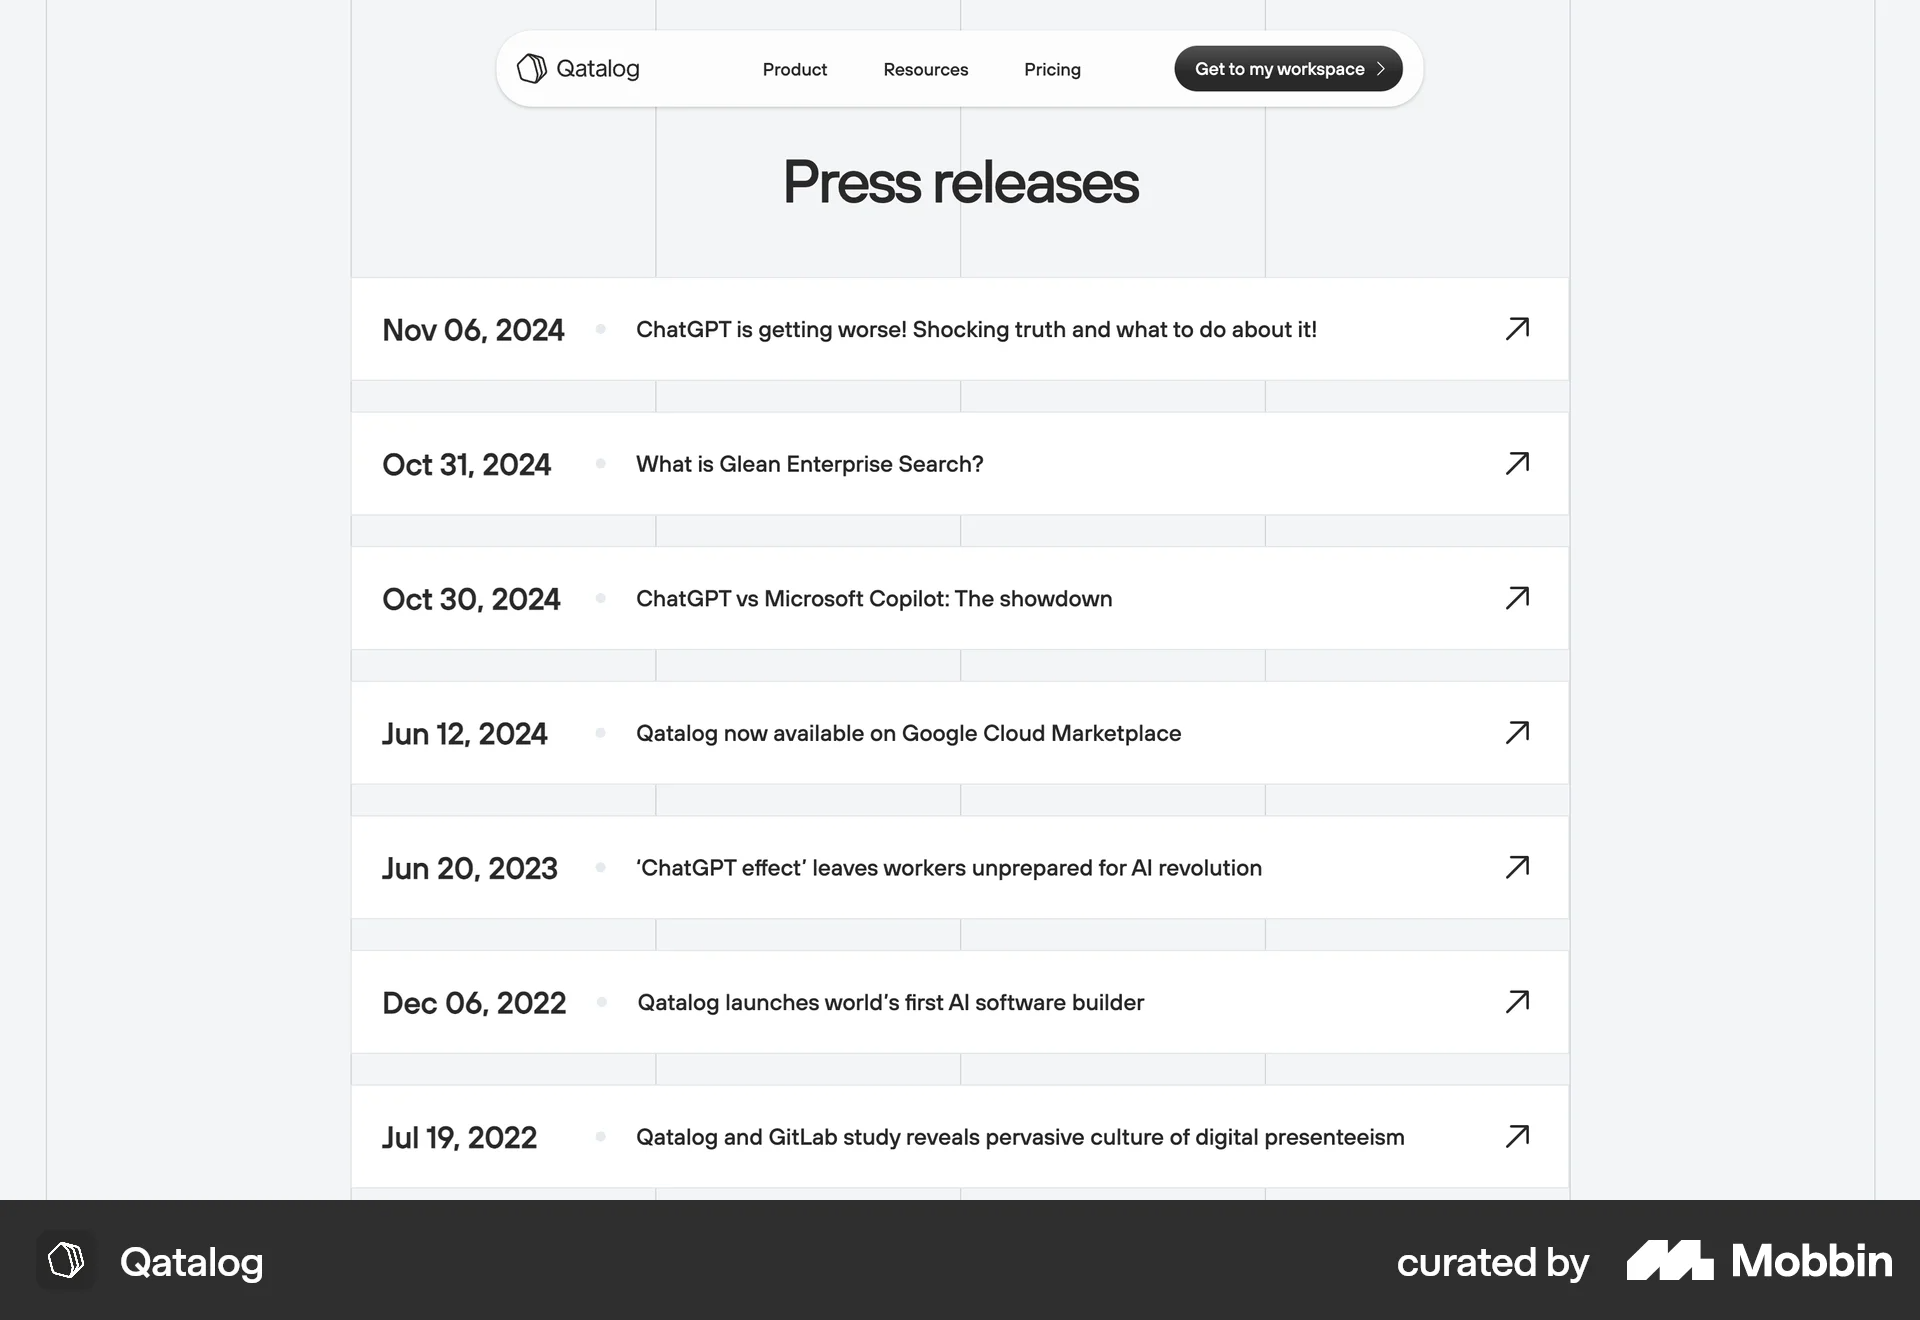 Qatalog Product Resources Pricing Get to my workspace
Press releases
Nov 06, 2024 ChatGPT is getting worse! Shocking truth and what to do about it!
Oct 31, 2024 What is Glean Enterprise Search?
Oct 30, 2024 ChatGPT vs Microsoft Copilot: The showdown
Jun 12, 2024 Qatalog now available on Google Cloud Marketplace
Jun 20, 2023 ‘ChatGPT effect’ leaves workers unprepared for AI revolution
Dec 06, 2022 Qatalog launches world’s first AI software builder
Jul 19, 2022 Qatalog and GitLab study reveals pervasive culture of digital presenteeism
Qatalog curated by Mobbin